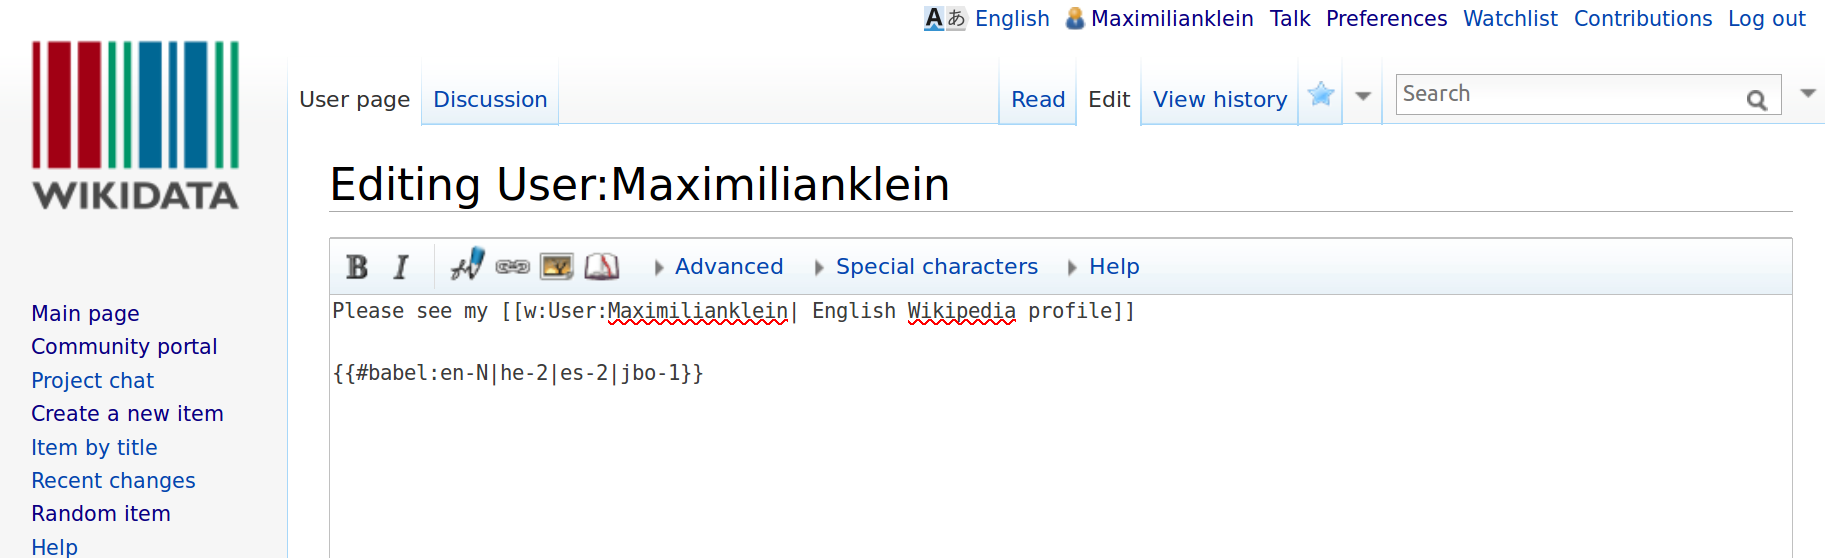 Aあ English Maximilianklein Talk Preferences Watchlist Contributions Log out
WIKIDATA
User page Discussion Read Edit View history Search
Editing User:Maximilianklein
B I Advanced Special characters Help
Please see my [[w:User:Maximilianklein| English Wikipedia profile]]
{{#babel:en-N|he-2|es-2|jbo-1}}
Main page
Community portal
Project chat
Create a new item
Item by title
Recent changes
Random item
Help